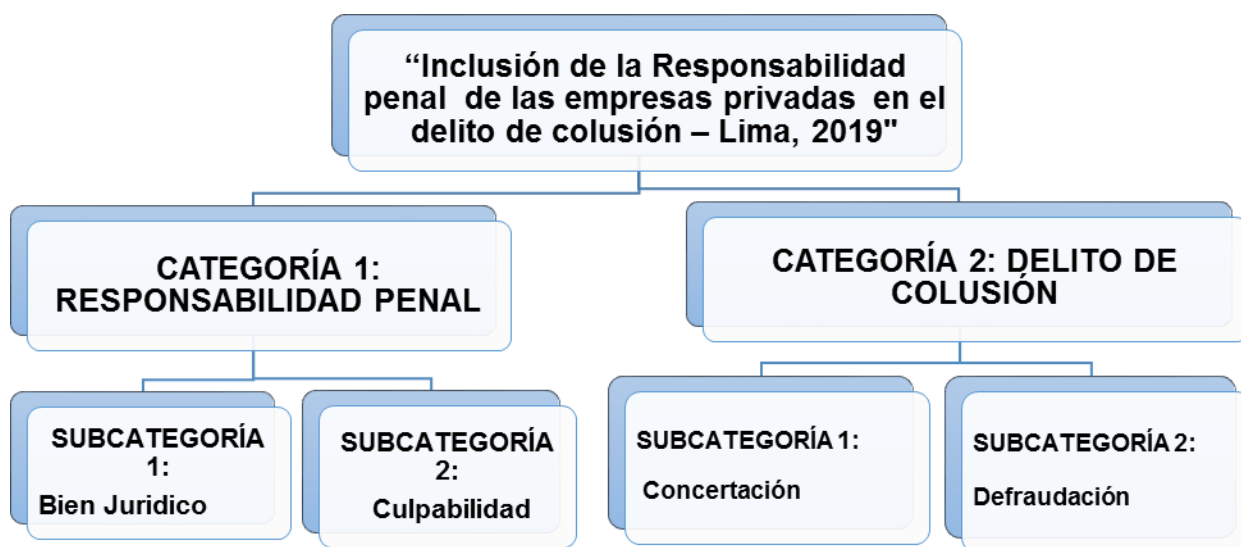 “Inclusión de la Responsabilidad
penal de las empresas privadas en el
delito de colusión – Lima, 2019"
CATEGORÍA 1:
RESPONSABILIDAD PENAL
CATEGORÍA 2: DELITO DE
COLUSIÓN
SUBCATEGORÍA
1:
Bien Juridico
SUBCATEGORÍA
2:
Culpabilidad
SUBCATEGORÍA 1:
Concertación
SUBCATEGORÍA 2:
Defraudación